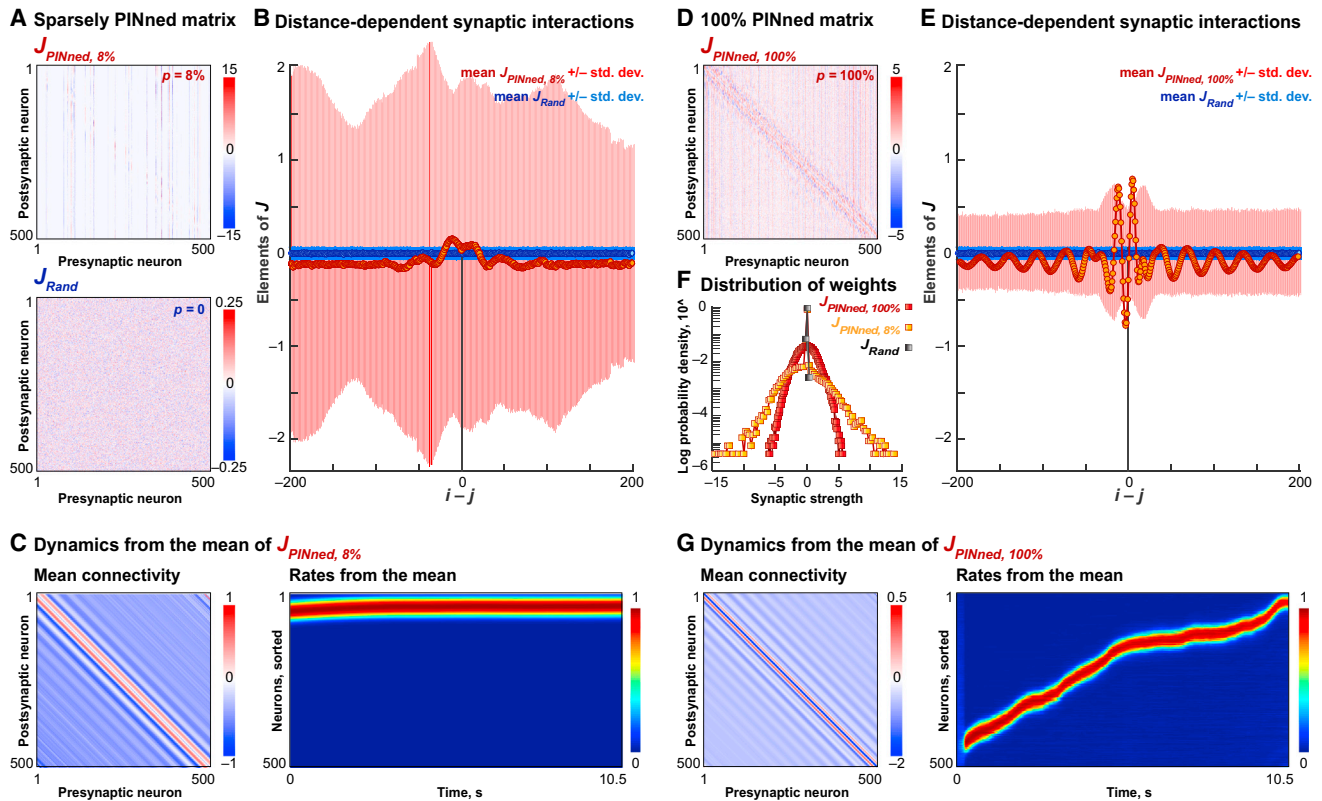 A Sparsely PINned matrix
J PINned, 8%
p = 8%
15
0
−15
Postsynaptic neuron
1
500
1
500
Presynaptic neuron
J Rand
p = 0
0.25
0
−0.25
Postsynaptic neuron
1
500
1
500
Presynaptic neuron
B Distance-dependent synaptic interactions
mean J PINned, 8% +/− std. dev.
mean J Rand +/− std. dev.
Elements of J
2
1
0
−1
−2
−200
0
200
i − j
C Dynamics from the mean of J PINned, 8%
Mean connectivity
Postsynaptic neuron
1
500
1
500
Presynaptic neuron
1
0
−1
Rates from the mean
Neurons, sorted
1
500
0
10.5
Time, s
1
0
D 100% PINned matrix
J PINned, 100%
p = 100%
5
0
−5
Postsynaptic neuron
1
500
1
500
Presynaptic neuron
E Distance-dependent synaptic interactions
mean J PINned, 100% +/− std. dev.
mean J Rand +/− std. dev.
Elements of J
2
1
0
−1
−2
−200
0
200
i − j
F Distribution of weights
J PINned, 100%
J PINned, 8%
J Rand
Log probability density, 10^
0
−2
−4
−6
−15
−5
0
5
15
Synaptic strength
G Dynamics from the mean of J PINned, 100%
Mean connectivity
Postsynaptic neuron
1
500
1
500
Presynaptic neuron
0.5
0
−2
Rates from the mean
Neurons, sorted
1
500
0
10.5
Time, s
1
0